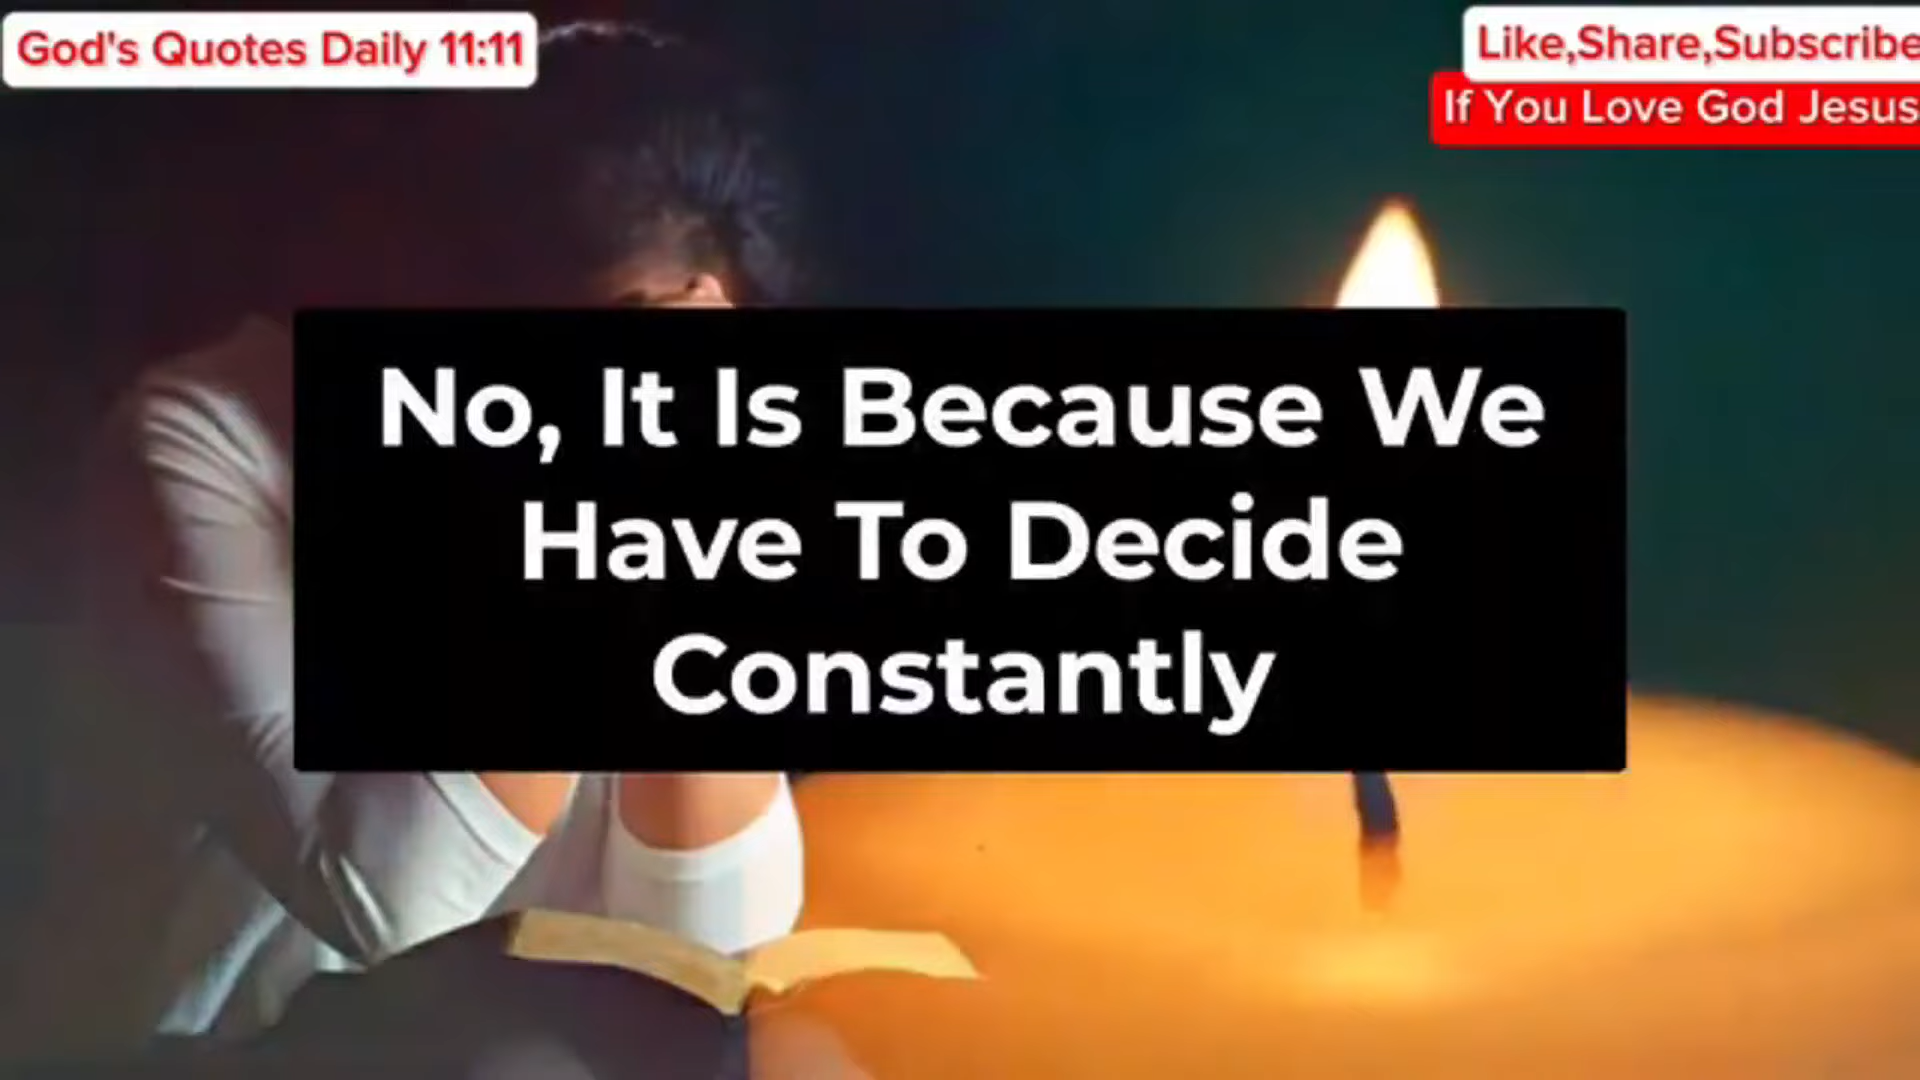 God's Quotes Daily 11:11
Like,Share,Subscribe
If You Love God Jesus
No, It Is Because We
Have To Decide
Constantly